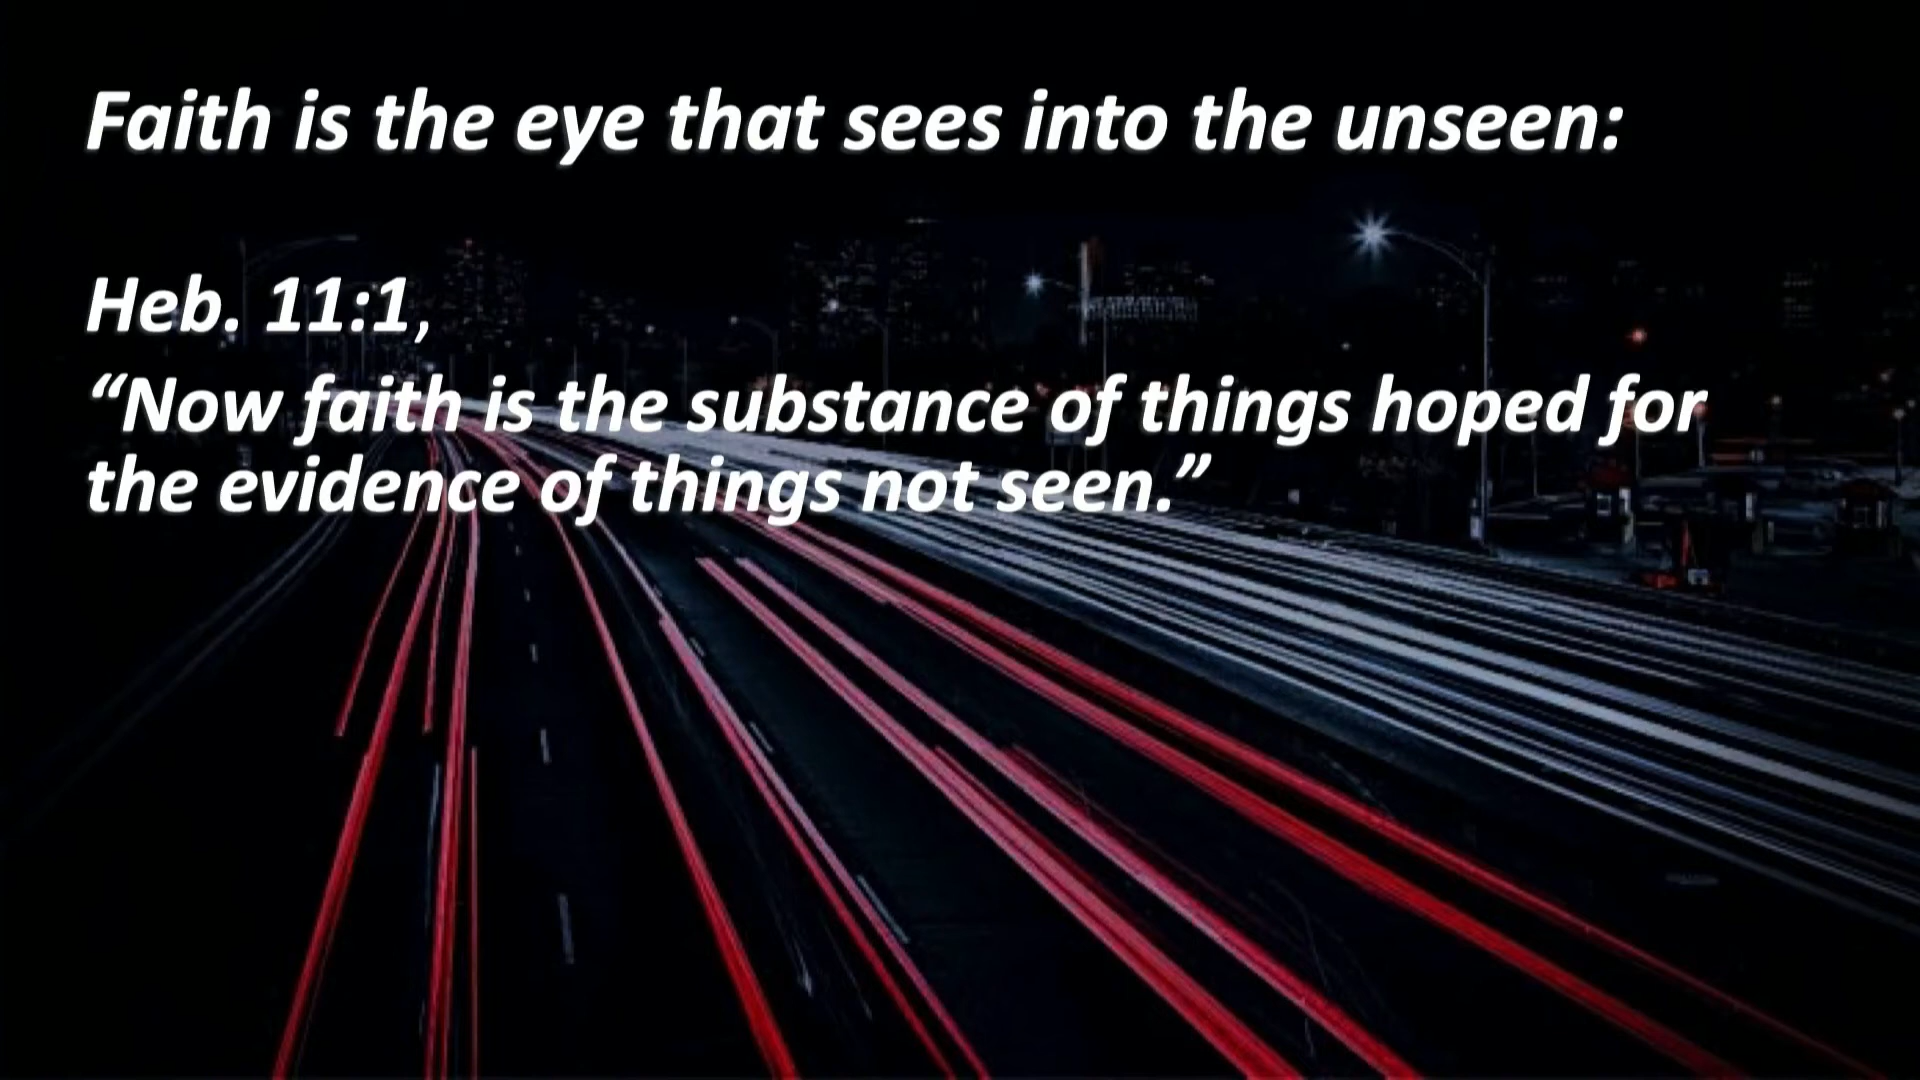 Faith is the eye that sees into the unseen:
Heb. 11:1,
“Now faith is the substance of things hoped for
the evidence of things not seen.”